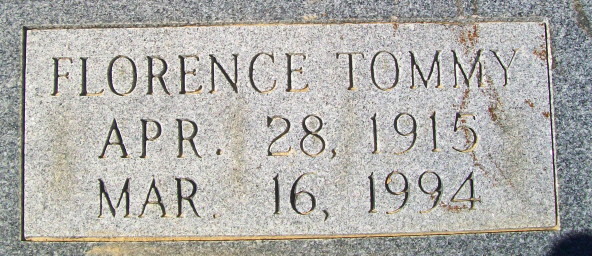 FLORENCE TOMMY
APR. 28, 1915
MAR. 16, 1994